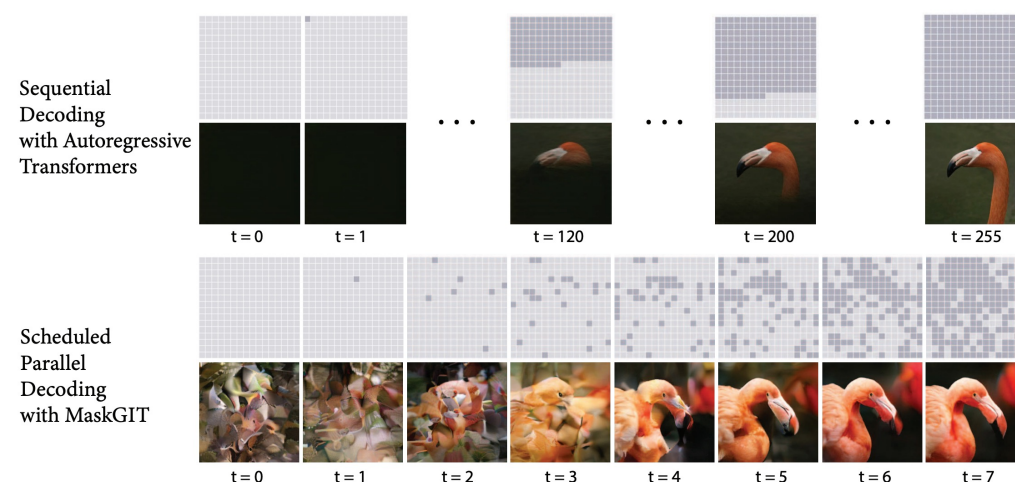 Sequential
Decoding
with Autoregressive
Transformers
• • •
• • •
• • •
t = 0
t = 1
t = 120
t = 200
t = 255
Scheduled
Parallel
Decoding
with MaskGIT
t = 0
t = 1
t = 2
t = 3
t = 4
t = 5
t = 6
t = 7